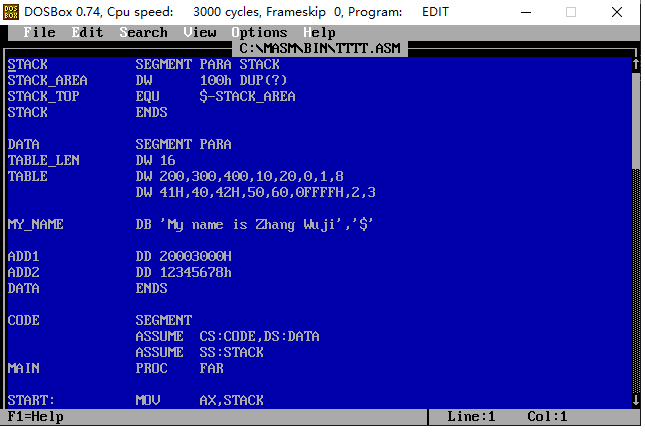 DOSBox 0.74, Cpu speed: 3000 cycles, Frameskip 0, Program: EDIT
File Edit Search View Options Help
C:\MASM\BIN\TTTT.ASM
STACK SEGMENT PARA STACK
STACK_AREA DW 100h DUP(?)
STACK_TOP EQU $-STACK_AREA
STACK ENDS
DATA SEGMENT PARA
TABLE_LEN DW 16
TABLE DW 200,300,400,10,20,0,1,8
DW 41H,40,42H,50,60,0FFFFH,2,3
MY_NAME DB 'My name is Zhang Wuji','$'
ADD1 DD 20003000H
ADD2 DD 12345678h
DATA ENDS
CODE SEGMENT
ASSUME CS:CODE,DS:DATA
ASSUME SS:STACK
MAIN PROC FAR
START: MOV AX,STACK
F1=Help Line:1 Col:1